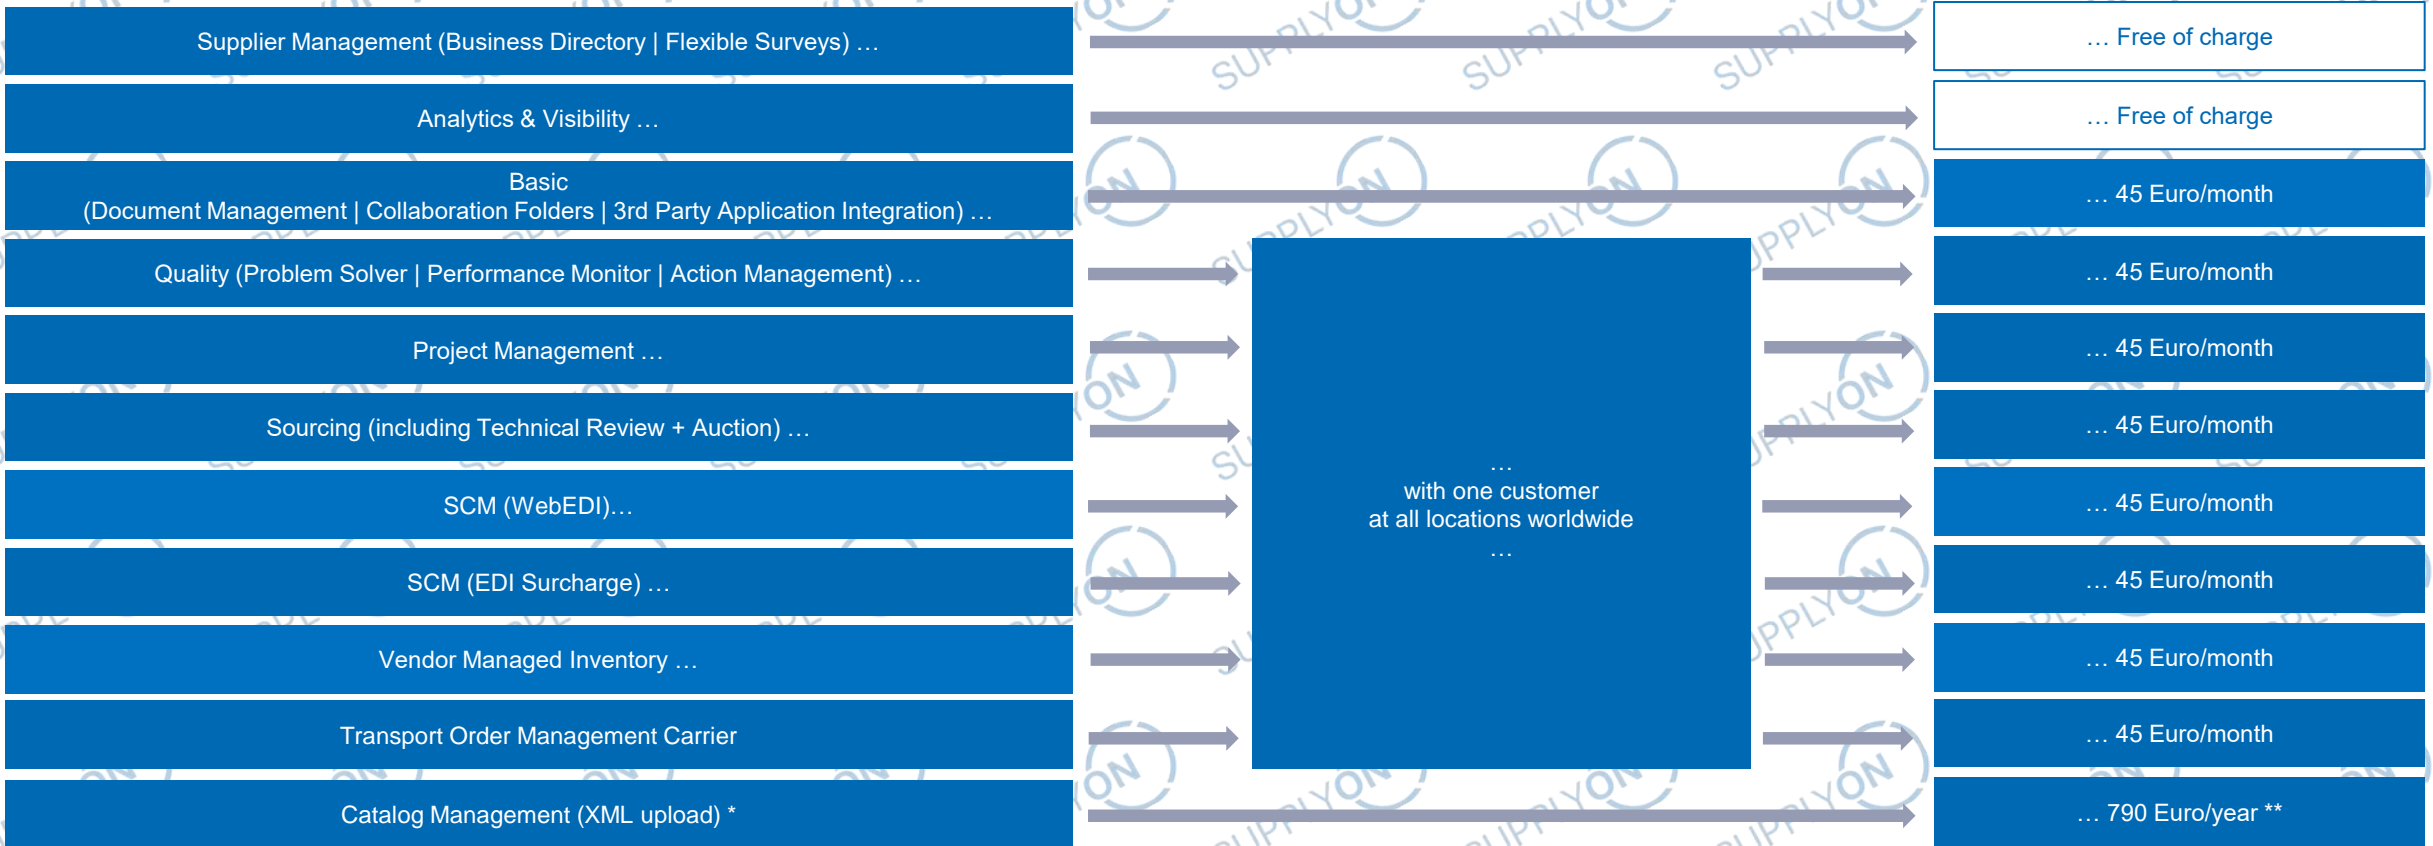 Supplier Management (Business Directory | Flexible Surveys) …
… Free of charge
Analytics & Visibility …
… Free of charge
Basic
(Document Management | Collaboration Folders | 3rd Party Application Integration) …
… 45 Euro/month
Quality (Problem Solver | Performance Monitor | Action Management) …
… 45 Euro/month
Project Management …
… 45 Euro/month
Sourcing (including Technical Review + Auction) …
… 45 Euro/month
…
with one customer
at all locations worldwide
…
SCM (WebEDI)…
… 45 Euro/month
SCM (EDI Surcharge) …
… 45 Euro/month
Vendor Managed Inventory …
… 45 Euro/month
Transport Order Management Carrier
… 45 Euro/month
Catalog Management (XML upload) *
… 790 Euro/year **
SUPPLYON